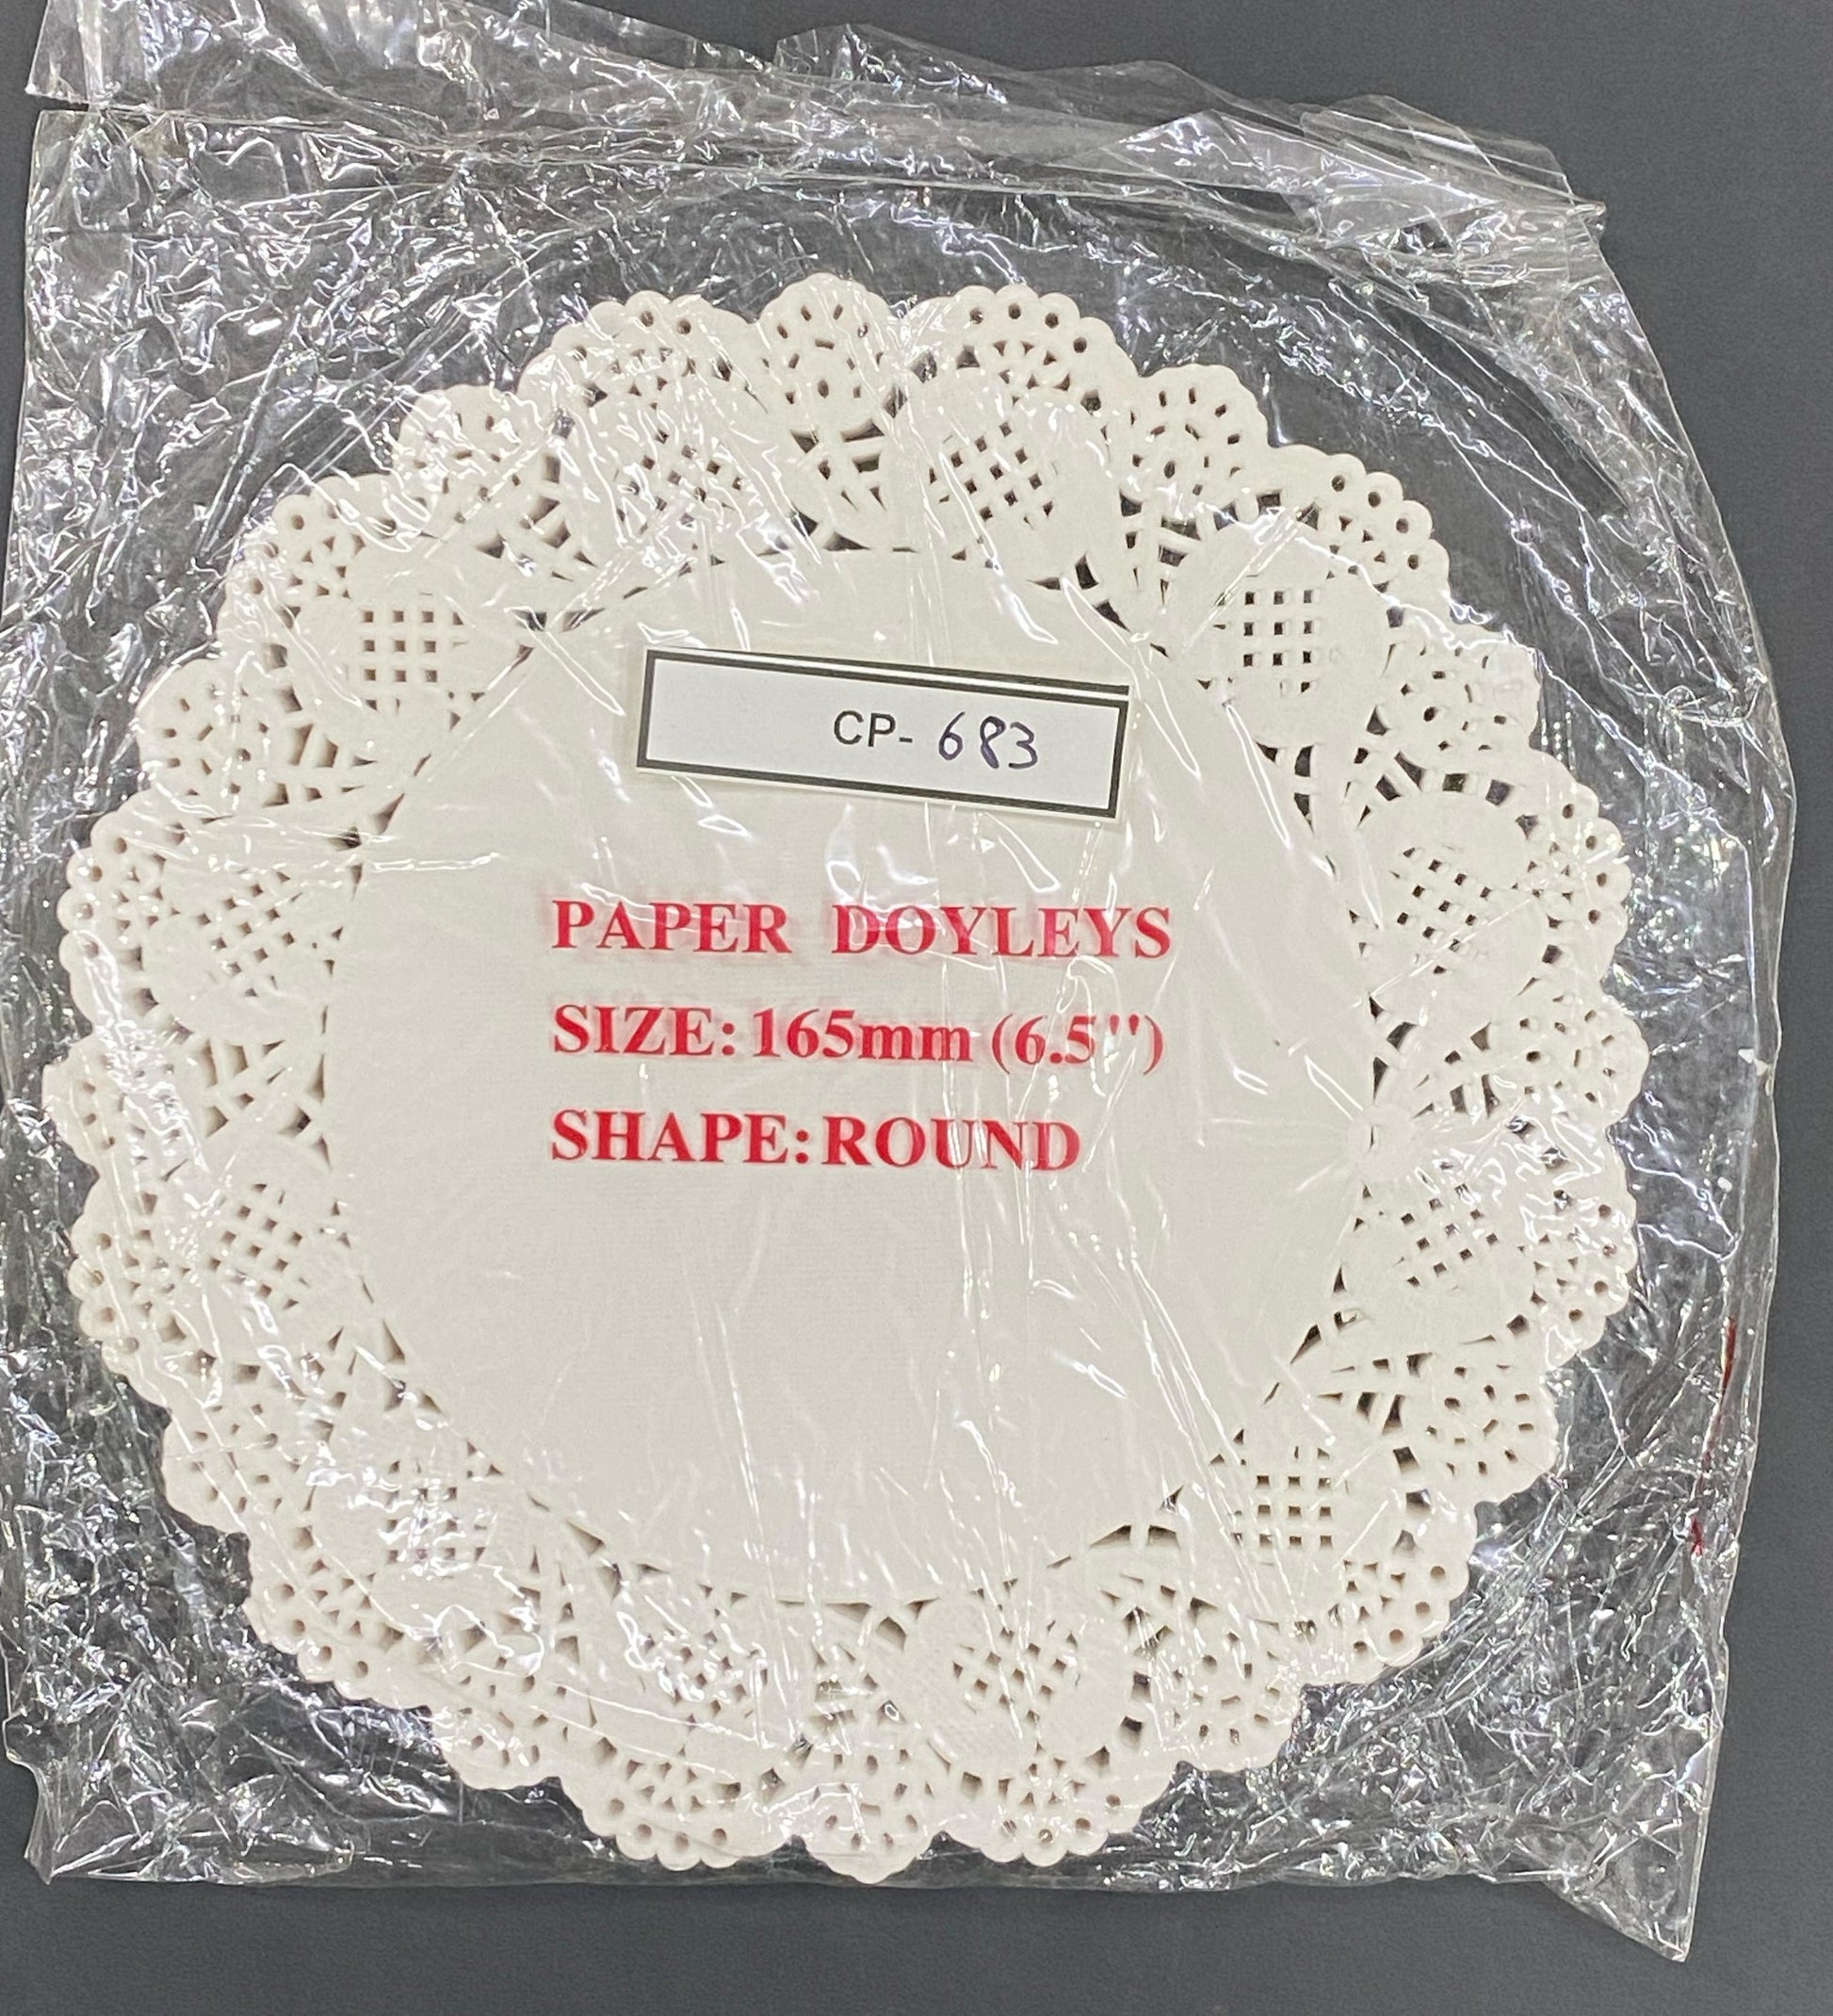 CP- 683
PAPER DOYLEYS
SIZE: 165mm (6.5'')
SHAPE: ROUND